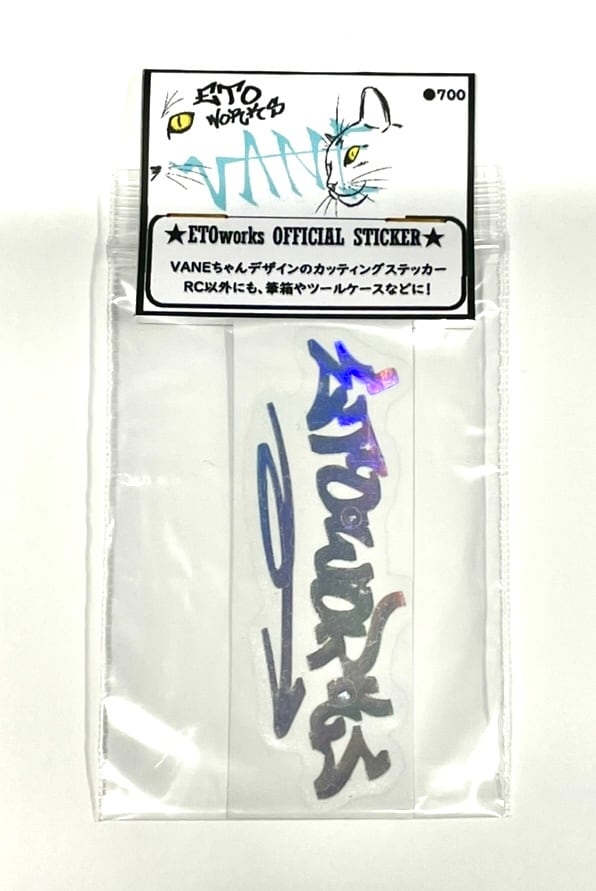 ETO
WORKS
●700
VANE
★ETOworks OFFICIAL STICKER★
VANEちゃんデザインのカッティングステッカー
RC以外にも、筆箱やツールケースなどに!
ETOWORKS